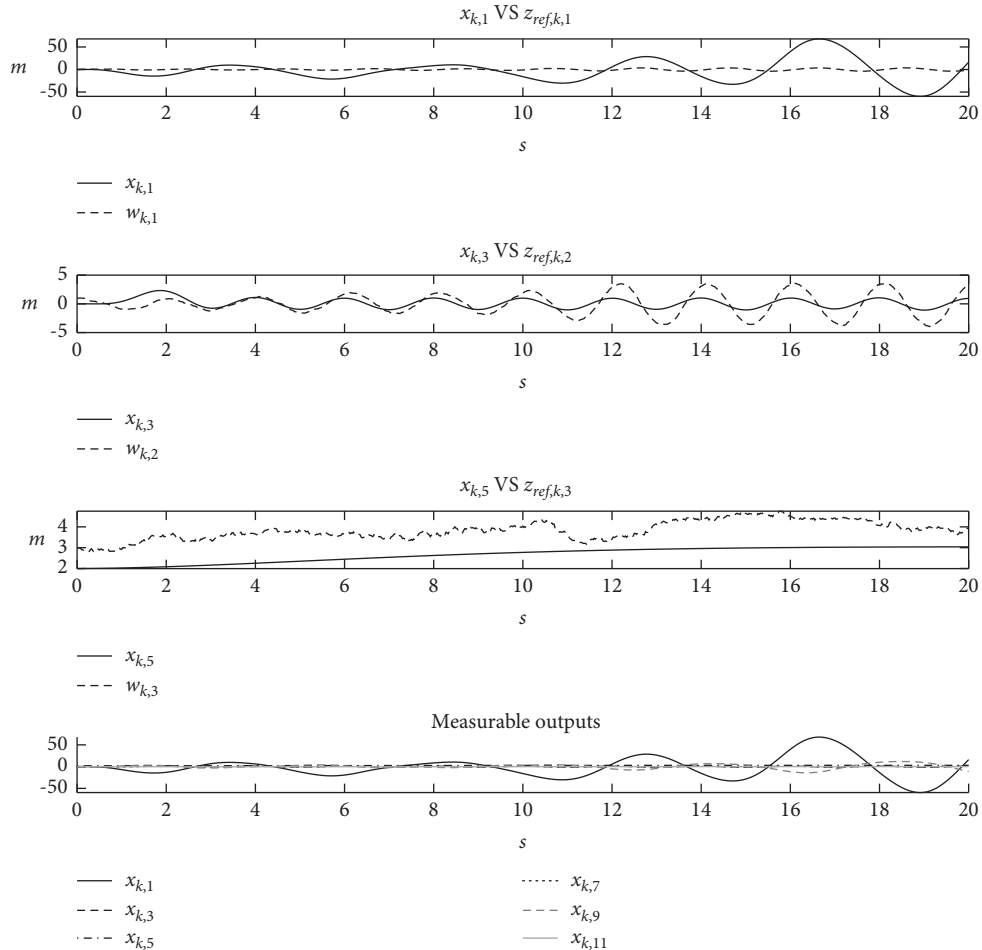 x_{k,1} VS z_{ref,k,1}
50
0
-50
m
0 2 4 6 8 10 12 14 16 18 20
s
x_{k,1}
w_{k,1}
x_{k,3} VS z_{ref,k,2}
5
0
-5
m
0 2 4 6 8 10 12 14 16 18 20
s
x_{k,3}
w_{k,2}
x_{k,5} VS z_{ref,k,3}
4
3
2
m
0 2 4 6 8 10 12 14 16 18 20
s
x_{k,5}
w_{k,3}
Measurable outputs
50
0
-50
0 2 4 6 8 10 12 14 16 18 20
s
x_{k,1}
x_{k,3}
x_{k,5}
x_{k,7}
x_{k,9}
x_{k,11}